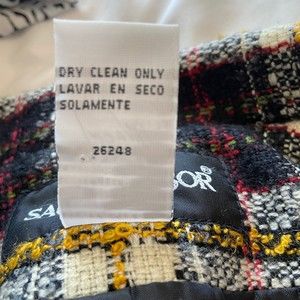 DRY CLEAN ONLY
LAVAR EN SECO
SOLAMENTE
26248